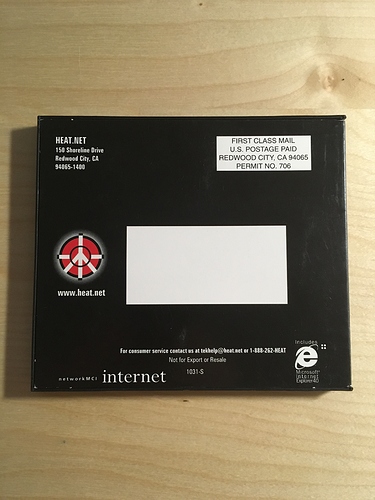 HEAT.NET
150 Shoreline Drive
Redwood City, CA
94065-1400
FIRST CLASS MAIL
U.S. POSTAGE PAID
REDWOOD CITY, CA 94065
PERMIT NO. 706
www.heat.net
For consumer service contact us at tekhelp@heat.net or 1-888-262-HEAT
Not for Export or Resale
1031-S
networkMCI internet
Includes
Microsoft
Internet
Explorer 4.0